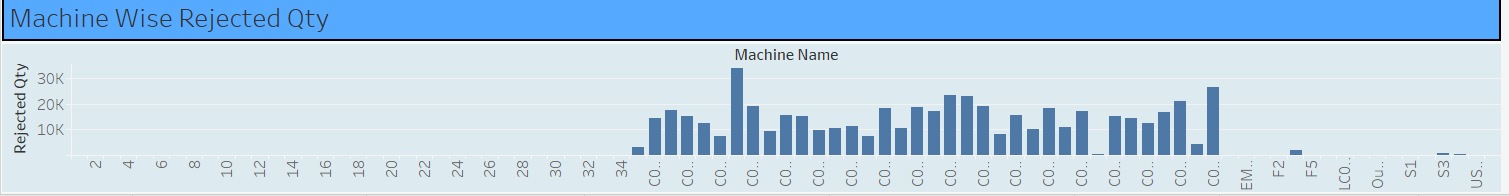 Machine Wise Rejected Qty
Machine Name
Rejected Qty
30K
20K
10K
2 4 6 8 10 12 14 16 18 20 22 24 26 28 30 32 34 C0.. C0.. C0.. C0.. C0.. C0.. C0.. C0.. C0.. C0.. C0.. C0.. C0.. C0.. C0.. C0.. C0.. C0.. EM.. F2 F5 LC0.. Ou.. S1 S3 US..